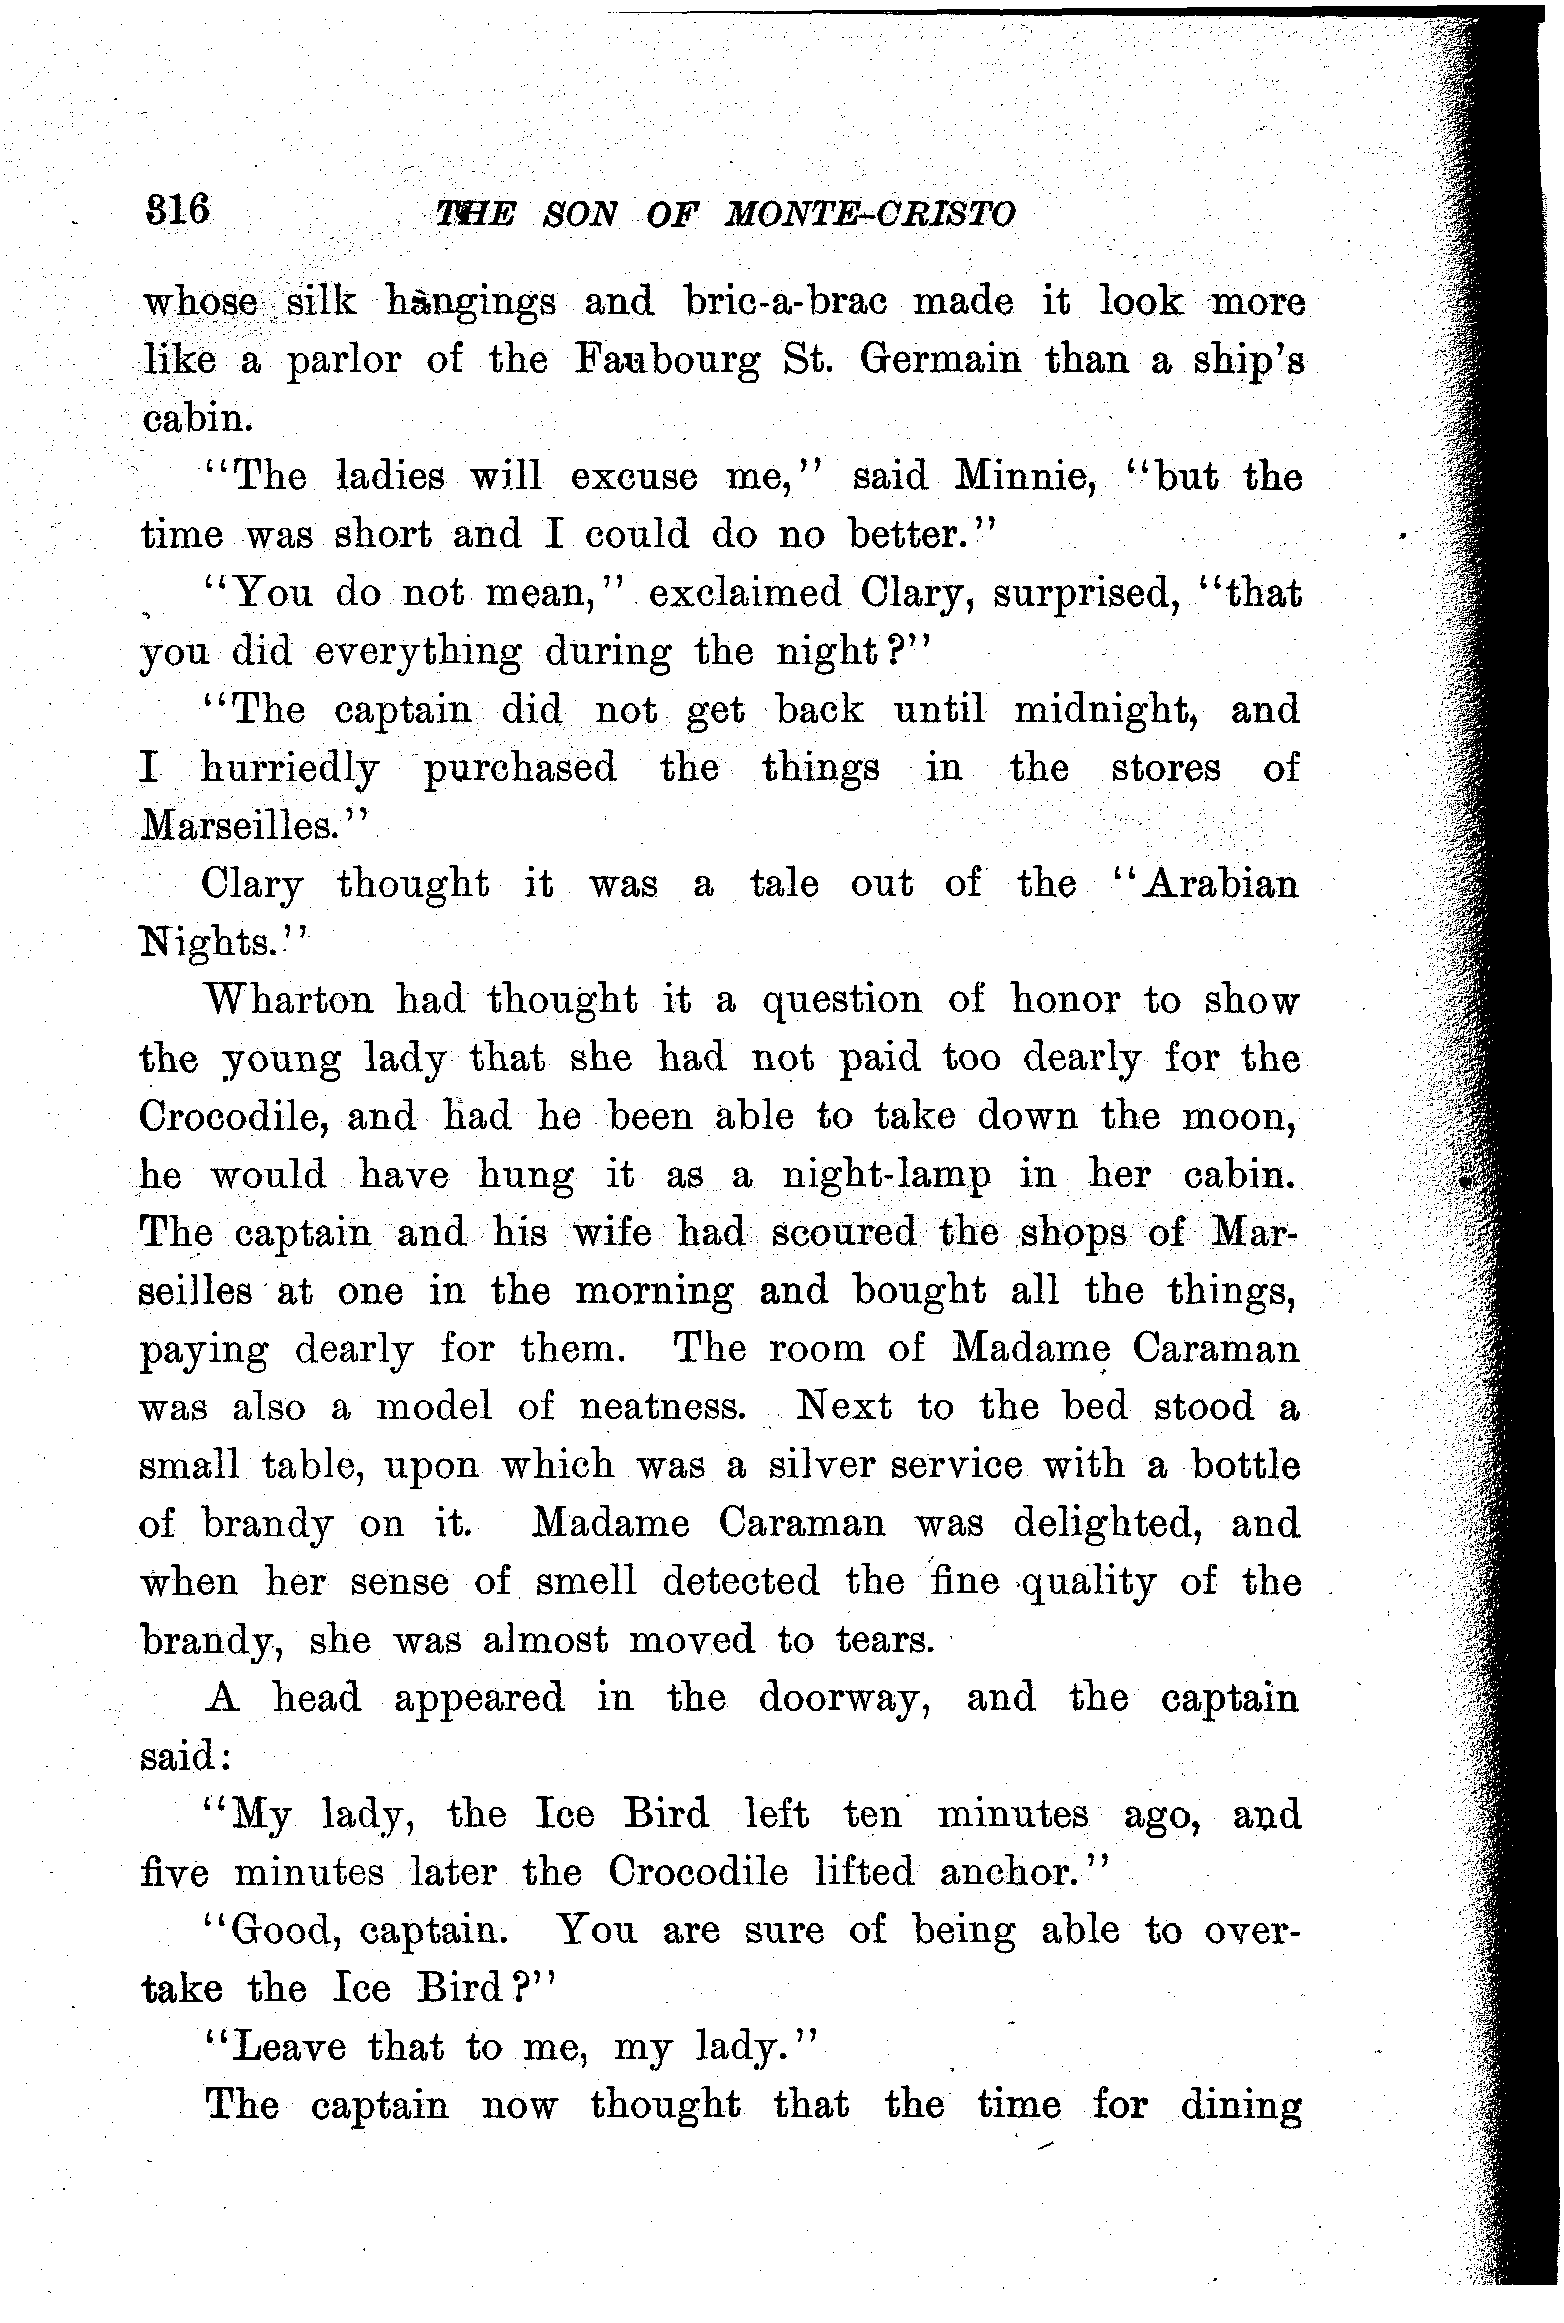 316 THE SON OF MONTE-CRISTO
whose silk hangings and bric-a-brac made it look more
like a parlor of the Faubourg St. Germain than a ship's
cabin.
"The ladies will excuse me," said Minnie, "but the
time was short and I could do no better."
"You do not mean," exclaimed Clary, surprised, "that
you did everything during the night?"
"The captain did not get back until midnight, and
I hurriedly purchased the things in the stores of
Marseilles."
Clary thought it was a tale out of the "Arabian
Nights."
Wharton had thought it a question of honor to show
the young lady that she had not paid too dearly for the
Crocodile, and had he been able to take down the moon,
he would have hung it as a night-lamp in her cabin.
The captain and his wife had scoured the shops of Mar-
seilles at one in the morning and bought all the things,
paying dearly for them. The room of Madame Caraman
was also a model of neatness. Next to the bed stood a
small table, upon which was a silver service with a bottle
of brandy on it. Madame Caraman was delighted, and
when her sense of smell detected the fine quality of the
brandy, she was almost moved to tears.
A head appeared in the doorway, and the captain
said:
"My lady, the Ice Bird left ten minutes ago, and
five minutes later the Crocodile lifted anchor."
"Good, captain. You are sure of being able to over-
take the Ice Bird?"
"Leave that to me, my lady."
The captain now thought that the time for dining